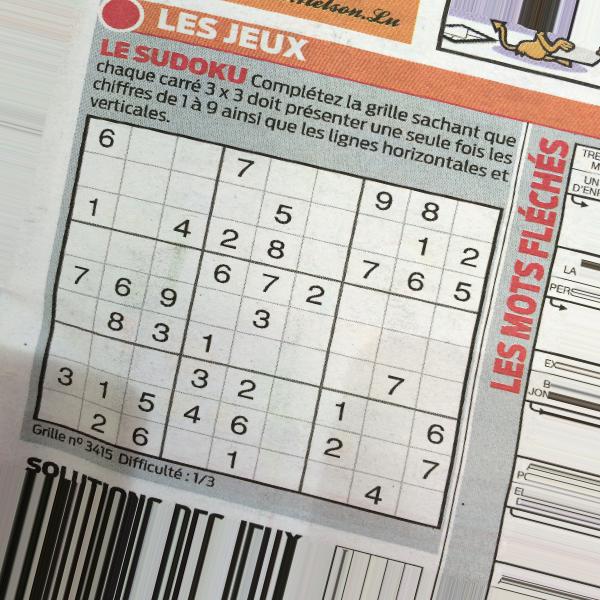 Nelson.Lu
LES JEUX
LE SUDOKU Complétez la grille sachant que
chaque carré 3 x 3 doit présenter une seule fois les
chiffres de 1 à 9 ainsi que les lignes horizontales et
verticales.
6 7 9 8
5 1 2
1 4 2 8 7 6 5
6 7 2
7 6 9 3
8 3 1 7
3 2 1 6
3 1 5 4 6 2 7
2 6 1 4
Grille nº 3415 Difficulté : 1/3
SOLUTIONS DES JEUX
LES MOTS FLÉCHÉS
TRE
M
UN
D'ENF
LA
PER
EX
B
JON
EL